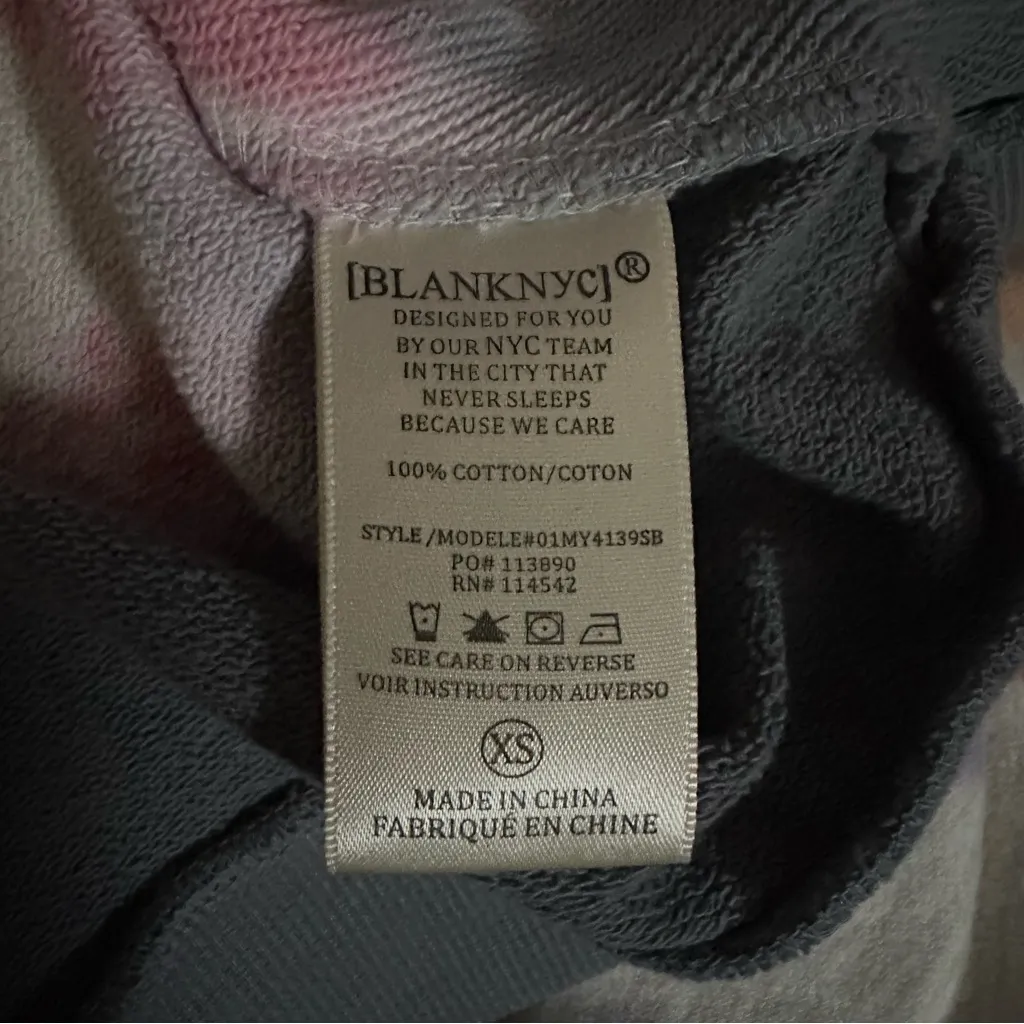 [BLANKNYC]®
DESIGNED FOR YOU
BY OUR NYC TEAM
IN THE CITY THAT
NEVER SLEEPS
BECAUSE WE CARE
100% COTTON/COTON
STYLE/MODELE#01MY4139SB
PO# 113890
RN# 114542
SEE CARE ON REVERSE
VOIR INSTRUCTION AUVERSO
XS
MADE IN CHINA
FABRIQUÉ EN CHINE